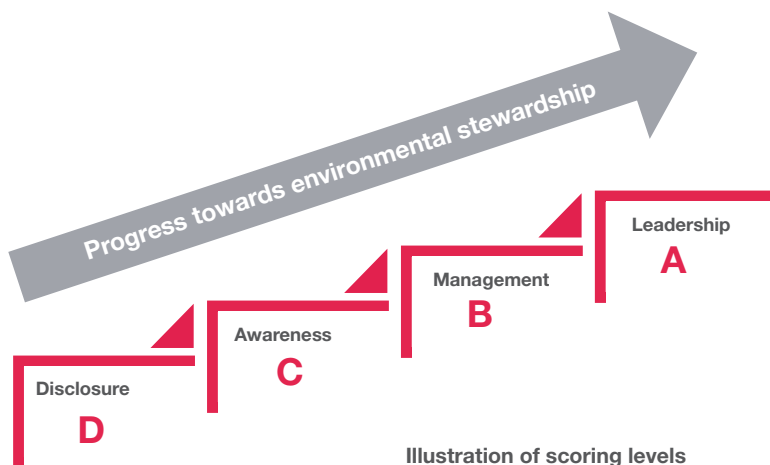 Progress towards environmental stewardship
Leadership
A
Management
B
Awareness
C
Disclosure
D
Illustration of scoring levels